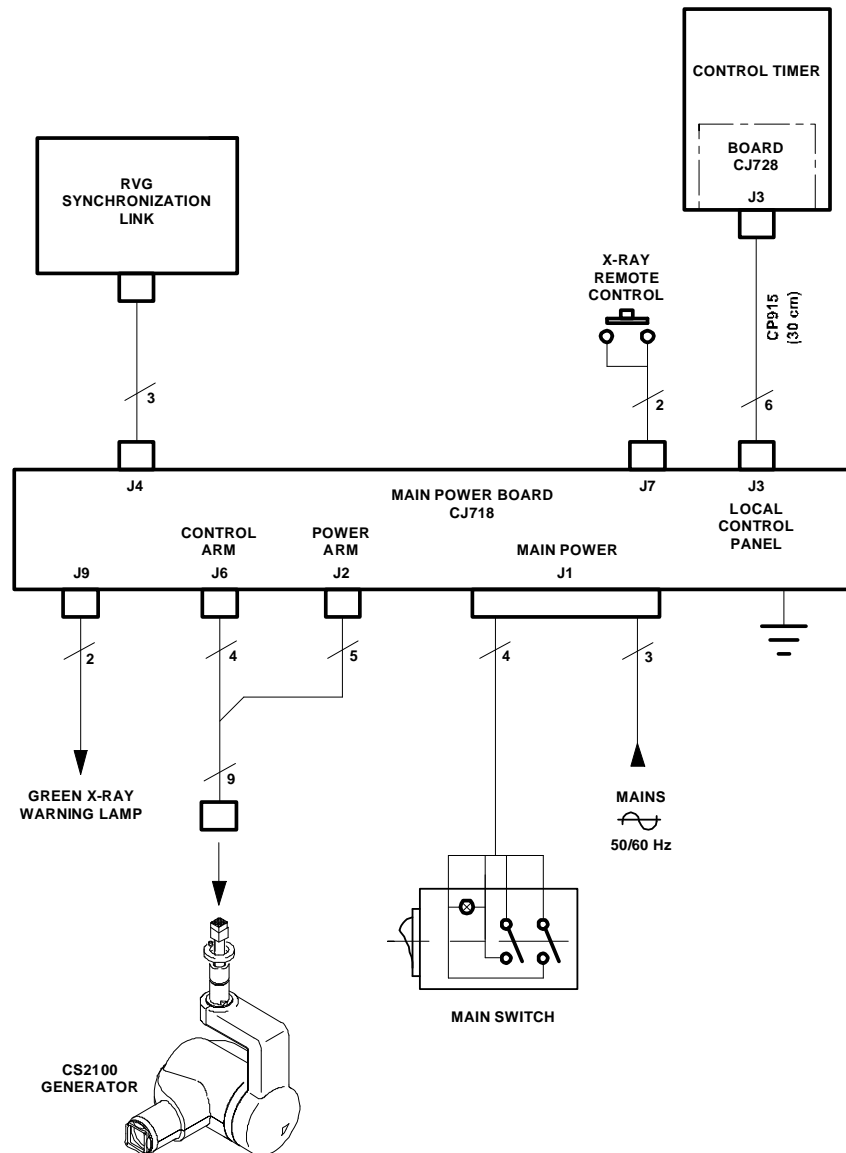 CONTROL TIMER
BOARD
CJ728
J3
RVG
SYNCHRONIZATION
LINK
X-RAY
REMOTE
CONTROL
CP915
(30 cm)
3
2
6
J4
MAIN POWER BOARD
CJ718
J7
J3
LOCAL
CONTROL
PANEL
CONTROL
ARM
J6
POWER
ARM
J2
MAIN POWER
J1
J9
2
4
5
4
3
9
GREEN X-RAY
WARNING LAMP
MAINS
50/60 Hz
MAIN SWITCH
CS2100
GENERATOR